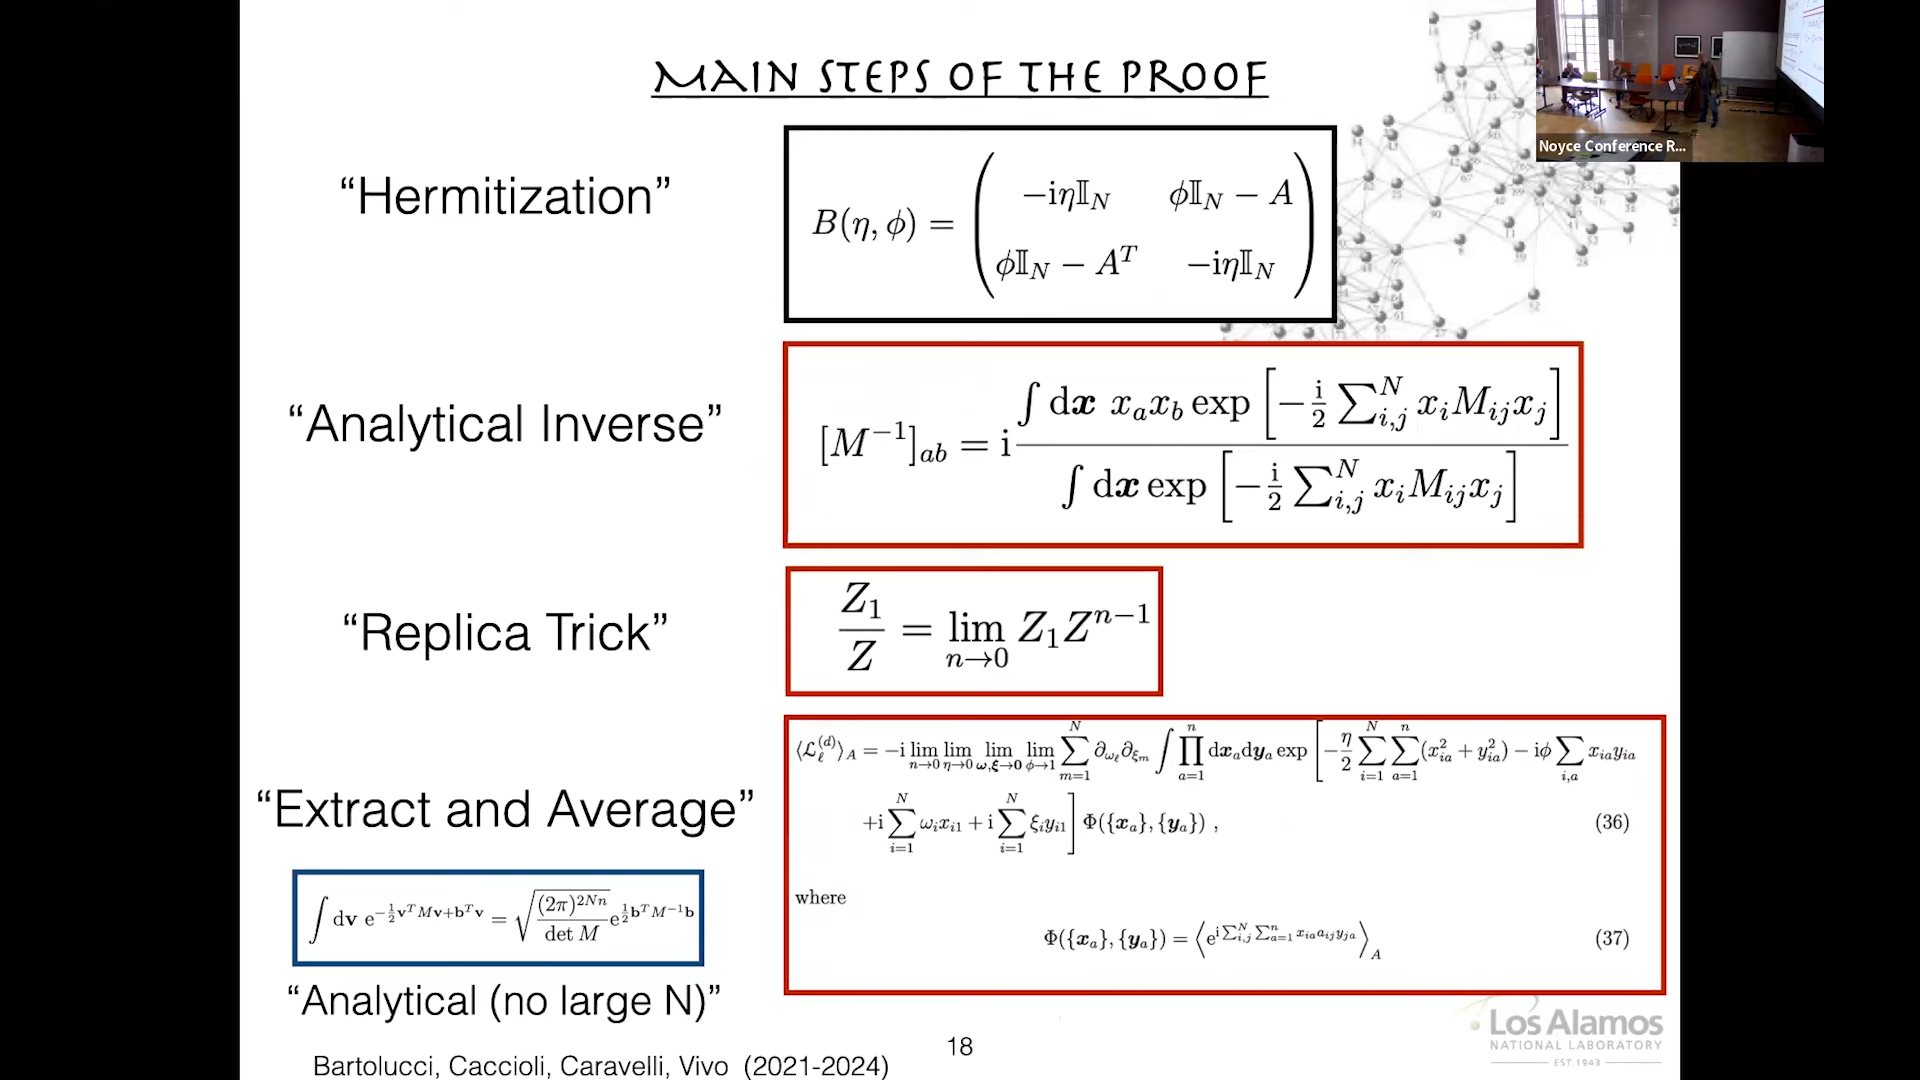 MAIN STEPS OF THE PROOF
Noyce Conference R...
“Hermitization”
B(η, ϕ) = ( −iη𝕀_N ϕ𝕀_N − A
ϕ𝕀_N − A^T −iη𝕀_N )
“Analytical Inverse”
[M^{−1}]_{ab} = i ∫ d𝒙 x_a x_b exp [ −i/2 ∑_{i,j}^N x_i M_{ij} x_j ]
∫ d𝒙 exp [ −i/2 ∑_{i,j}^N x_i M_{ij} x_j ]
“Replica Trick”
Z_1/Z = lim_{n→0} Z_1 Z^{n−1}
“Extract and Average”
⟨ℒ_ℓ^{(d)}⟩_A = −i lim_{n→0} lim_{η→0} lim_{ω,ξ→0} lim_{ϕ→1} ∑_{m=1}^N ∂_{ω_ℓ} ∂_{ξ_m} ∫ ∏_{a=1}^n d𝒙_a d𝒚_a exp [ −η/2 ∑_{i=1}^N ∑_{a=1}^n (x_{ia}^2 + y_{ia}^2) − iϕ ∑_{i,a} x_{ia} y_{ia}
+i ∑_{i=1}^N ω_i x_{i1} + i ∑_{i=1}^N ξ_i y_{i1} ] Φ({𝒙_a}, {𝒚_a}) , (36)
where
Φ({𝒙_a}, {𝒚_a}) = ⟨ e^{i ∑_{i,j}^N ∑_{a=1}^n x_{ia} a_{ij} y_{ja}} ⟩_A (37)
∫ d𝐯 e^{−½ 𝐯^T M𝐯 + 𝐛^T 𝐯} = √((2π)^{2Nn} / det M) e^{½ 𝐛^T M^{−1} 𝐛}
“Analytical (no large N)”
Bartolucci, Caccioli, Caravelli, Vivo (2021-2024)
18
Los Alamos
NATIONAL LABORATORY
EST. 1943